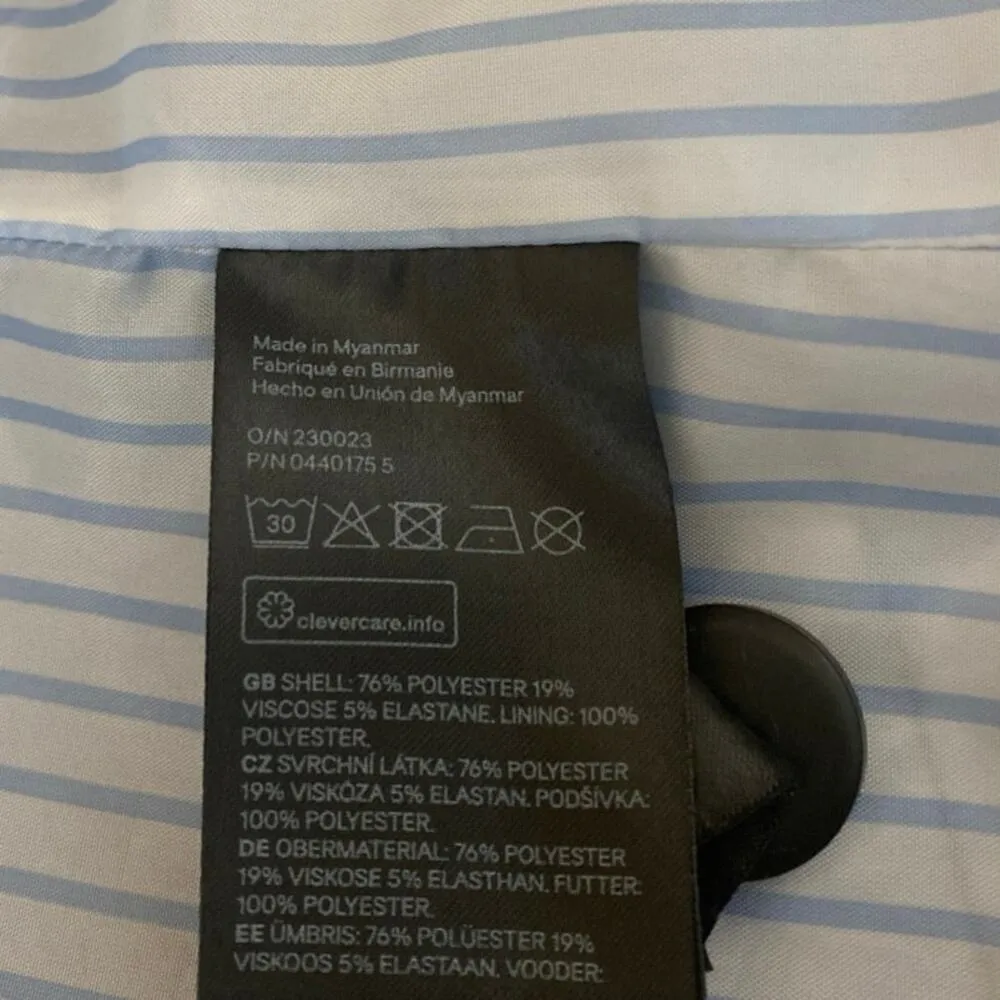 Made in Myanmar
Fabriqué en Birmanie
Hecho en Unión de Myanmar
O/N 230023
P/N 0440175 5
30
clevercare.info
GB SHELL: 76% POLYESTER 19%
VISCOSE 5% ELASTANE. LINING: 100%
POLYESTER.
CZ SVRCHNÍ LÁTKA: 76% POLYESTER
19% VISKÓZA 5% ELASTAN. PODŠÍVKA:
100% POLYESTER.
DE OBERMATERIAL: 76% POLYESTER
19% VISKOSE 5% ELASTHAN. FUTTER:
100% POLYESTER.
EE ÜMBRIS: 76% POLÜESTER 19%
VISKOOS 5% ELASTAAN. VOODER: